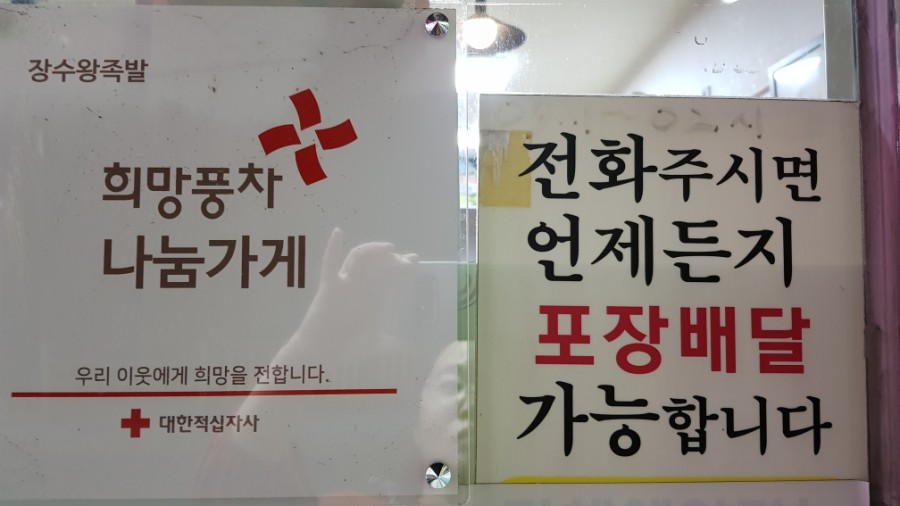 장수왕족발
희망풍차
나눔가게
우리 이웃에게 희망을 전합니다.
대한적십자사
전화주시면
언제든지
포장배달
가능합니다